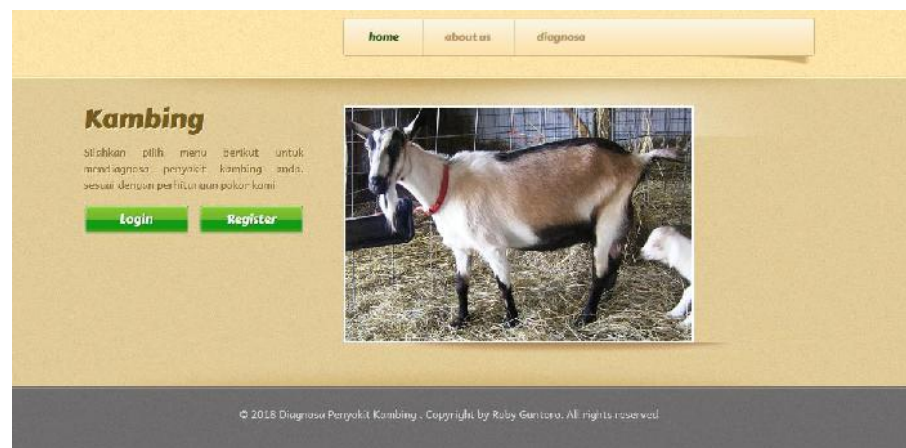 home about us diagnosa
Kambing
Silahkan pilih menu berikut untuk
mendiagnosa penyakit kambing anda.
sesuai dengan perhitungan pakar kami
Login Register
© 2018 Diagnosa Penyakit Kambing . Copyright by Roby Guntoro. All rights reserved